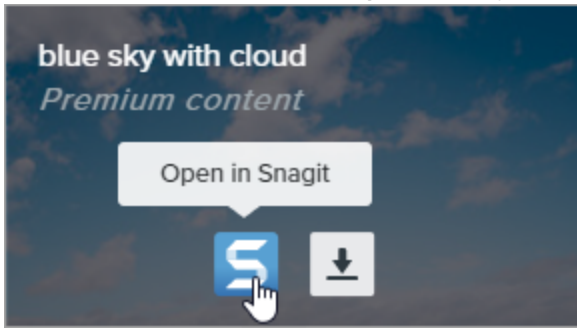 blue sky with cloud
Premium content
Open in Snagit
S